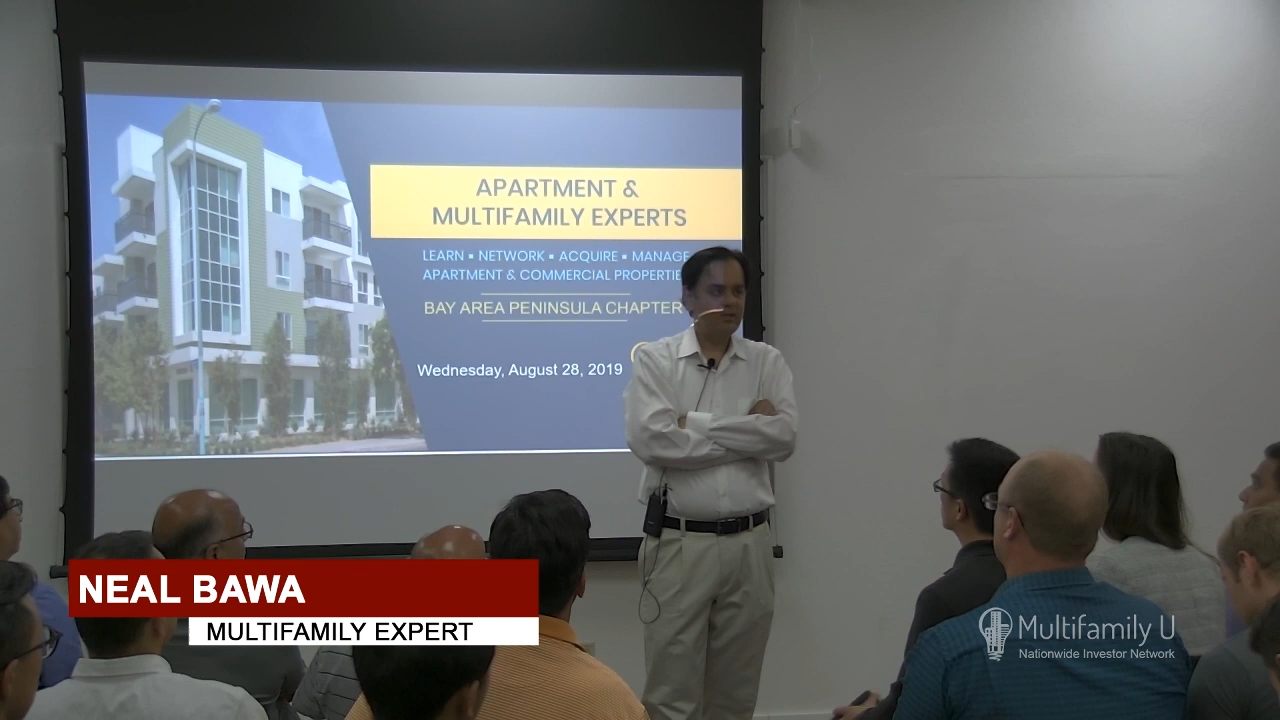 APARTMENT &
MULTIFAMILY EXPERTS
LEARN ▪ NETWORK ▪ ACQUIRE ▪ MANAGE
APARTMENT & COMMERCIAL PROPERTIE
BAY AREA PENINSULA CHAPTER
Wednesday, August 28, 2019
NEAL BAWA
MULTIFAMILY EXPERT
Multifamily U
Nationwide Investor Network